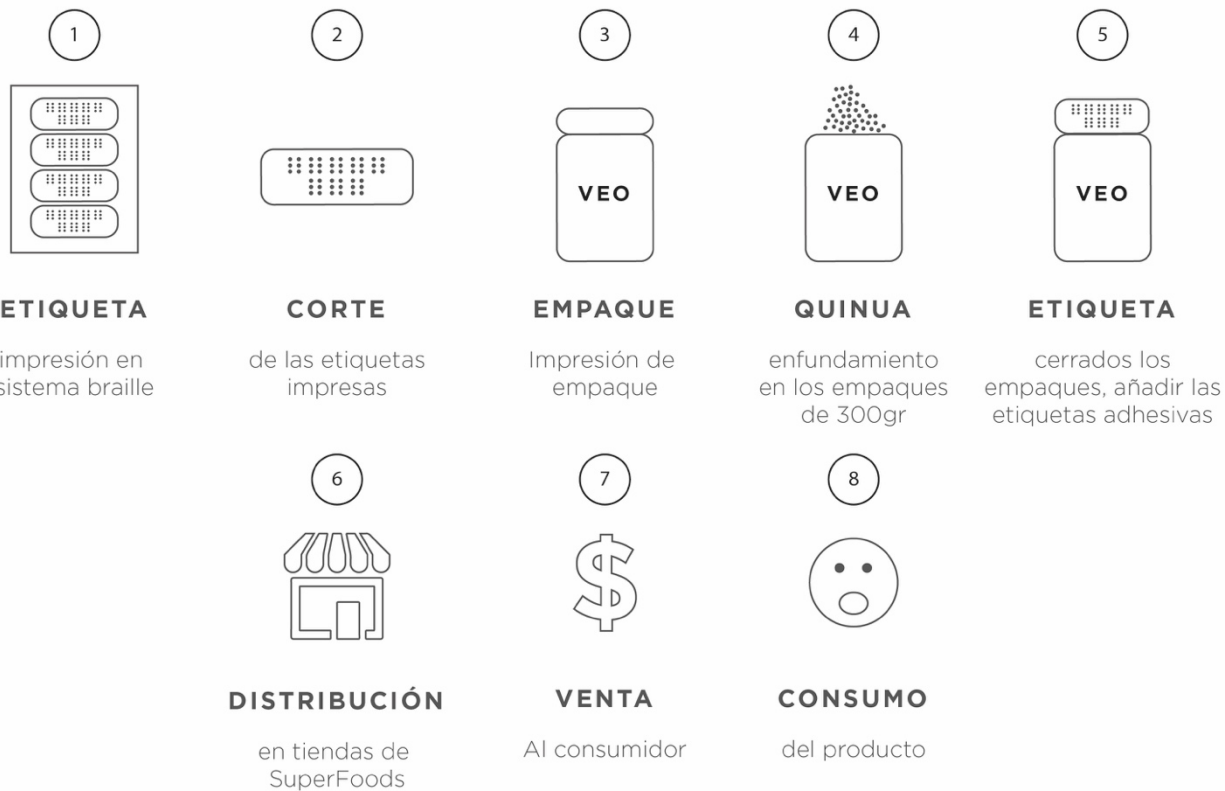 1
2
3
4
5
VEO
VEO
VEO
ETIQUETA
CORTE
EMPAQUE
QUINUA
ETIQUETA
impresión en
sistema braille
de las etiquetas
impresas
Impresión de
empaque
enfundamiento
en los empaques
de 300gr
cerrados los
empaques, añadir las
etiquetas adhesivas
6
7
8
DISTRIBUCIÓN
VENTA
CONSUMO
en tiendas de
SuperFoods
Al consumidor
del producto